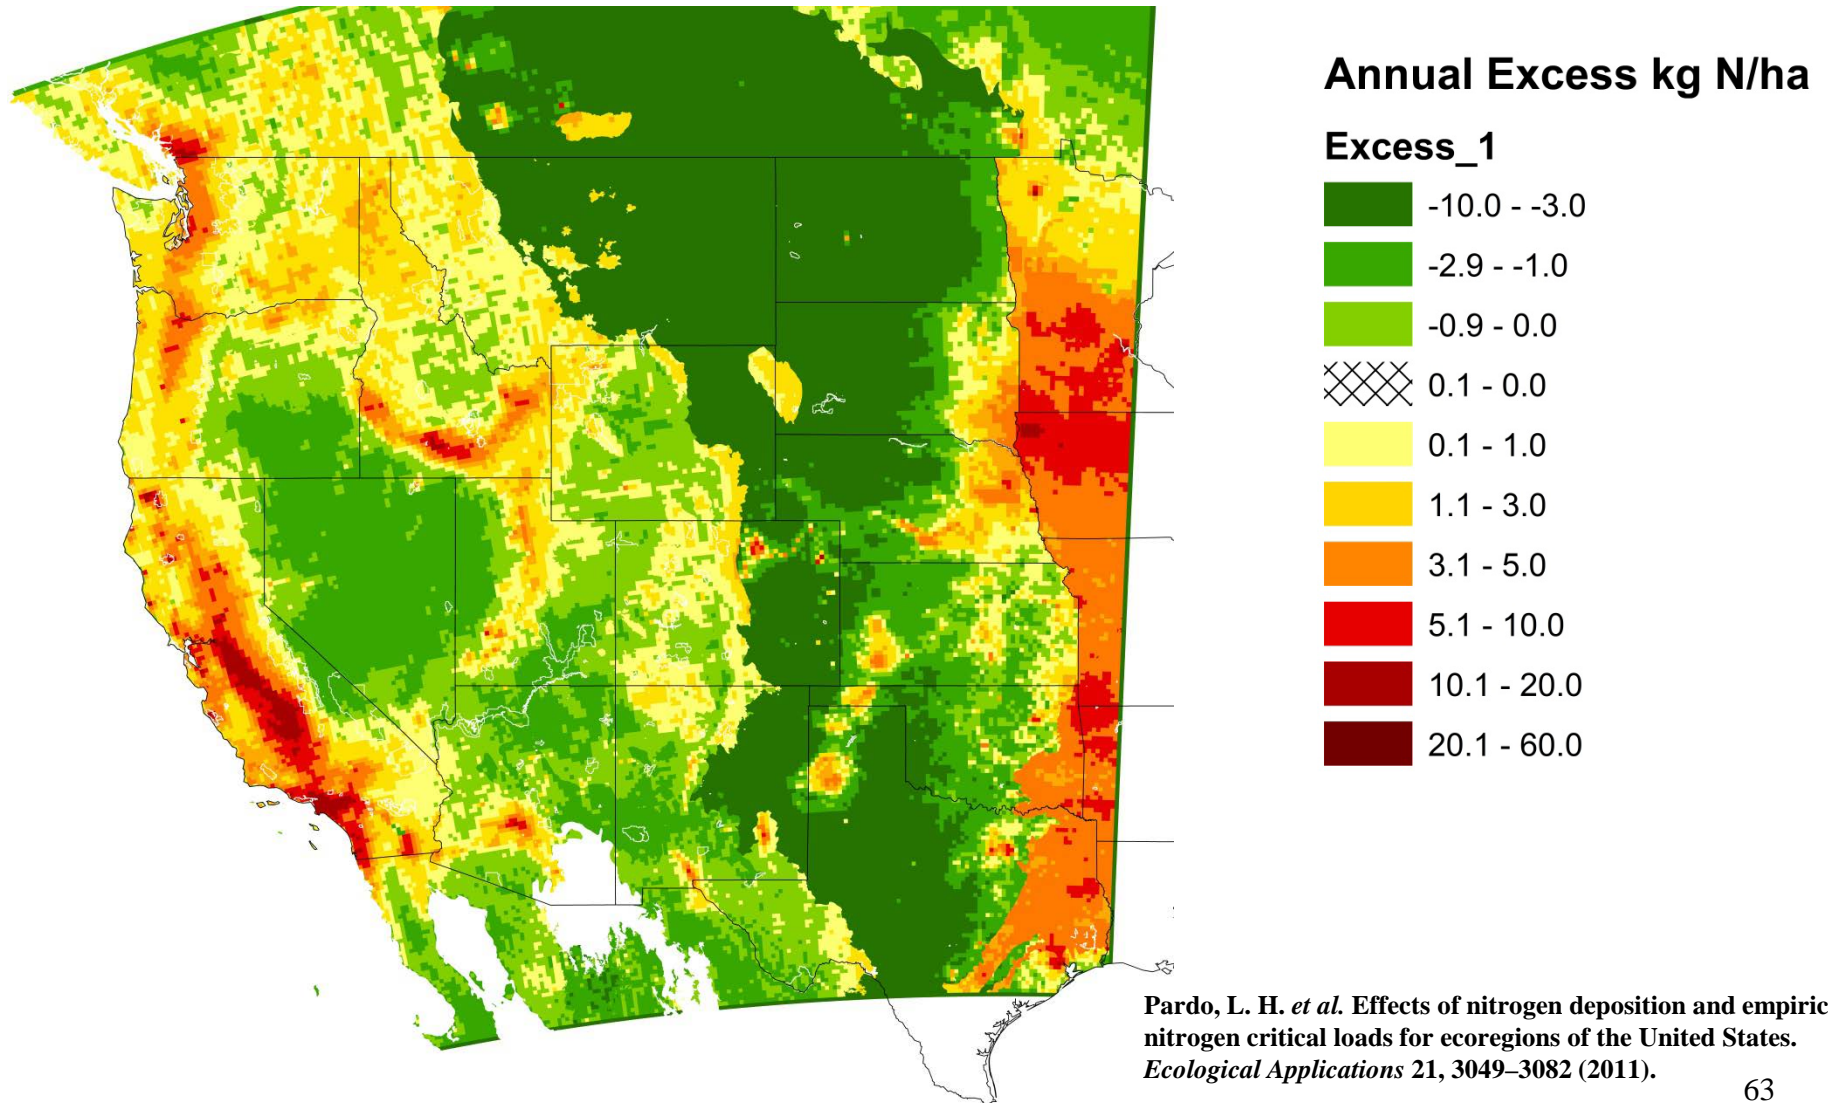 Annual Excess kg N/ha
Excess_1
-10.0 - -3.0
-2.9 - -1.0
-0.9 - 0.0
0.1 - 0.0
0.1 - 1.0
1.1 - 3.0
3.1 - 5.0
5.1 - 10.0
10.1 - 20.0
20.1 - 60.0
Pardo, L. H. et al. Effects of nitrogen deposition and empiric
nitrogen critical loads for ecoregions of the United States.
Ecological Applications 21, 3049–3082 (2011).
63